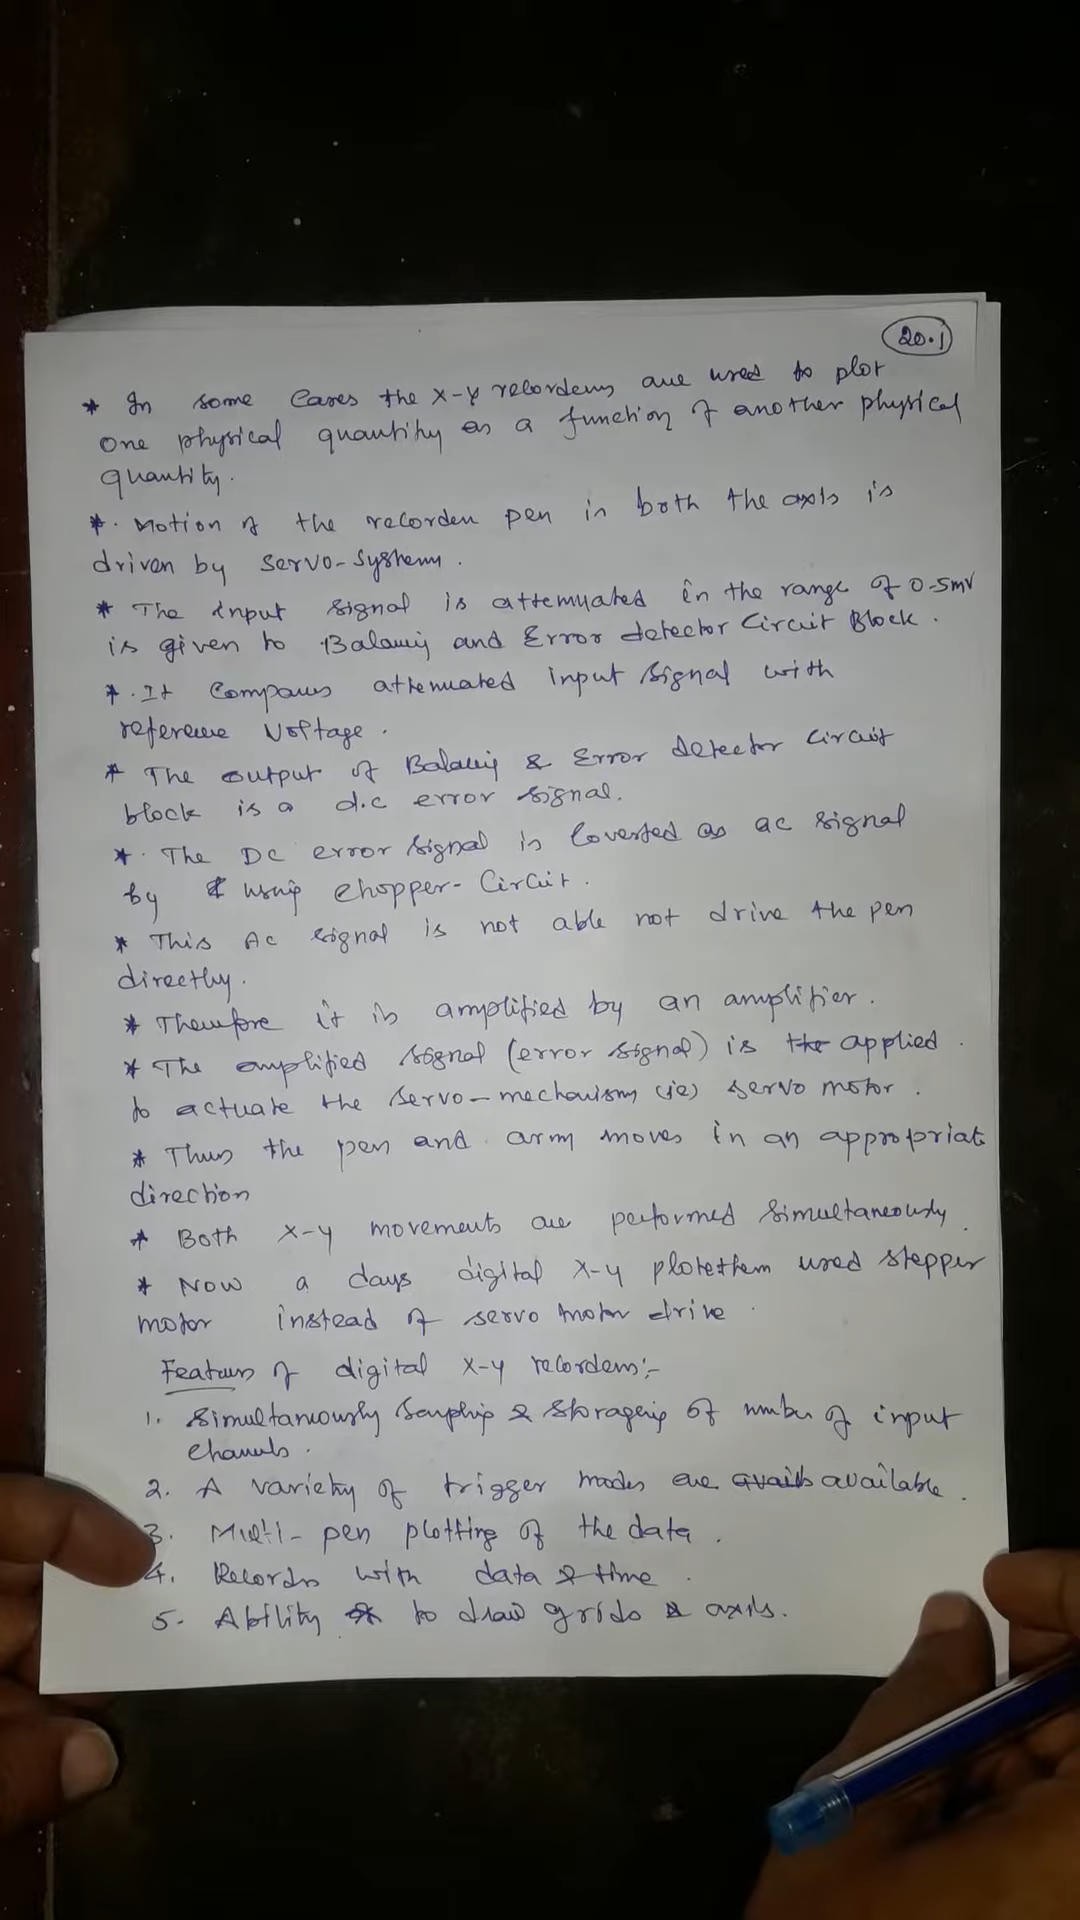 20.1
* In some Cases the X-Y recorders are used to plot
one physical quantity as a function of another physical
quantity.
*. Motion of the recorder pen in both the axis is
driven by servo-systems.
* The input signal is attenuated in the range of 0-5mv
is given to Balancing and Error detector Circuit Block.
*. It Compares attenuated input signal with
reference Voltage.
* The output of Balancing & Error detector circuit
block is a d.c error signal.
*. The DC error signal is Coverted as ac signal
by using chopper-Circuit.
* This Ac signal is not able not drive the pen
directly.
* Therefore it is amplified by an amplifier.
* The amplified signal (error signal) is the applied
to actuate the servo-mechanism (ie) servo motor.
* Thus the pen and arm moves in an appropriate
direction
* Both X-Y movements are performed simultaneously.
* Now a days digital X-Y used stepper
motor instead of servo motor drive.
Features of digital X-Y recorders:-
1. Simultaneously Sampling & Storageing of number of input
channels.
2. A variety of trigger modes are avails available.
3. Multi-pen plotting of the data.
4. Records with data & time.
5. Ability to draw grids & axis.